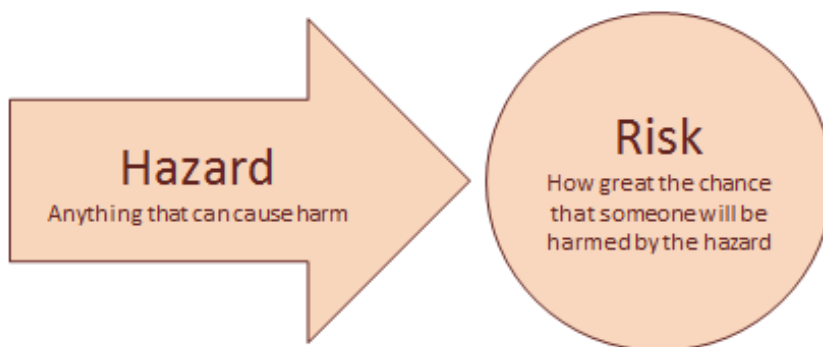 Hazard
Anything that can cause harm
Risk
How great the chance
that someone will be
harmed by the hazard